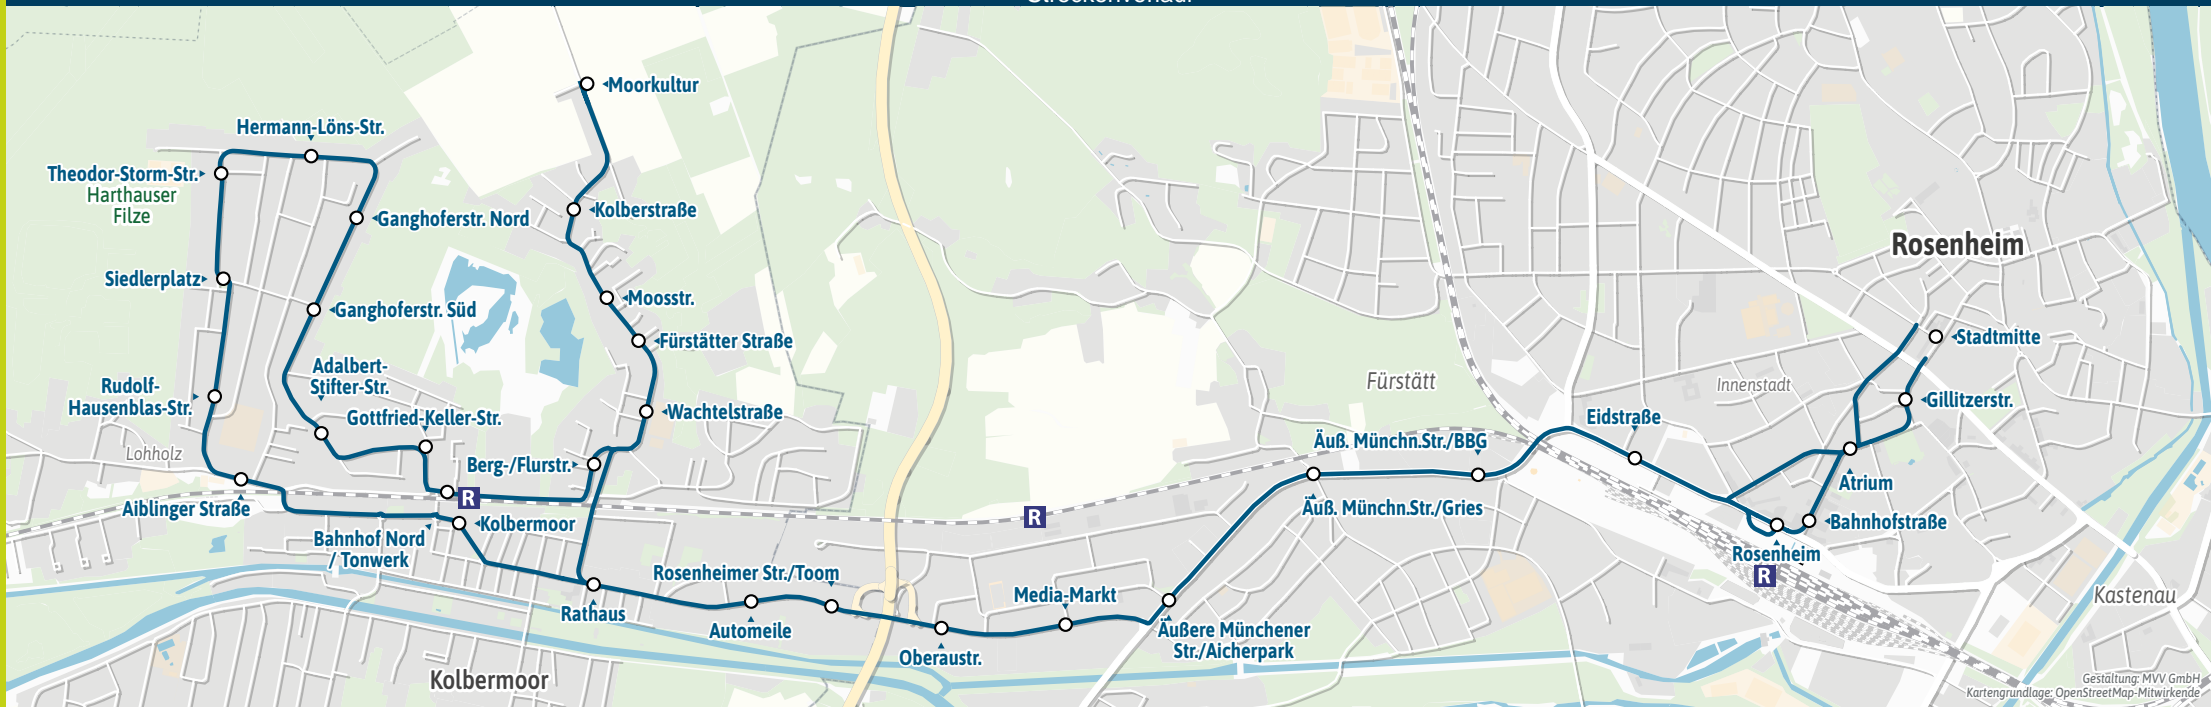 Streckenverlauf
Moorkultur
Hermann-Löns-Str.
Theodor-Storm-Str.
Harthauser
Filze
Ganghoferstr. Nord
Kolberstraße
Rosenheim
Siedlerplatz
Moosstr.
Ganghoferstr. Süd
Fürstätter Straße
Stadtmitte
Adalbert-
Stifter-Str.
Rudolf-
Hausenblas-Str.
Fürstätt
Innenstadt
Gillitzerstr.
Gottfried-Keller-Str.
Wachtelstraße
Eidstraße
Äuß. Münchn.Str./BBG
Lohholz
Berg-/Flurstr.
Atrium
R
Aiblinger Straße
Äuß. Münchn.Str./Gries
R
Kolbermoor
Bahnhofstraße
Bahnhof Nord
/ Tonwerk
Rosenheim
R
Rosenheimer Str./Toom
Media-Markt
Kastenau
Rathaus
Automeile
Äußere Münchener
Str./Aicherpark
Oberaustr.
Kolbermoor
Gestaltung: MVV GmbH
Kartengrundlage: OpenStreetMap-Mitwirkende